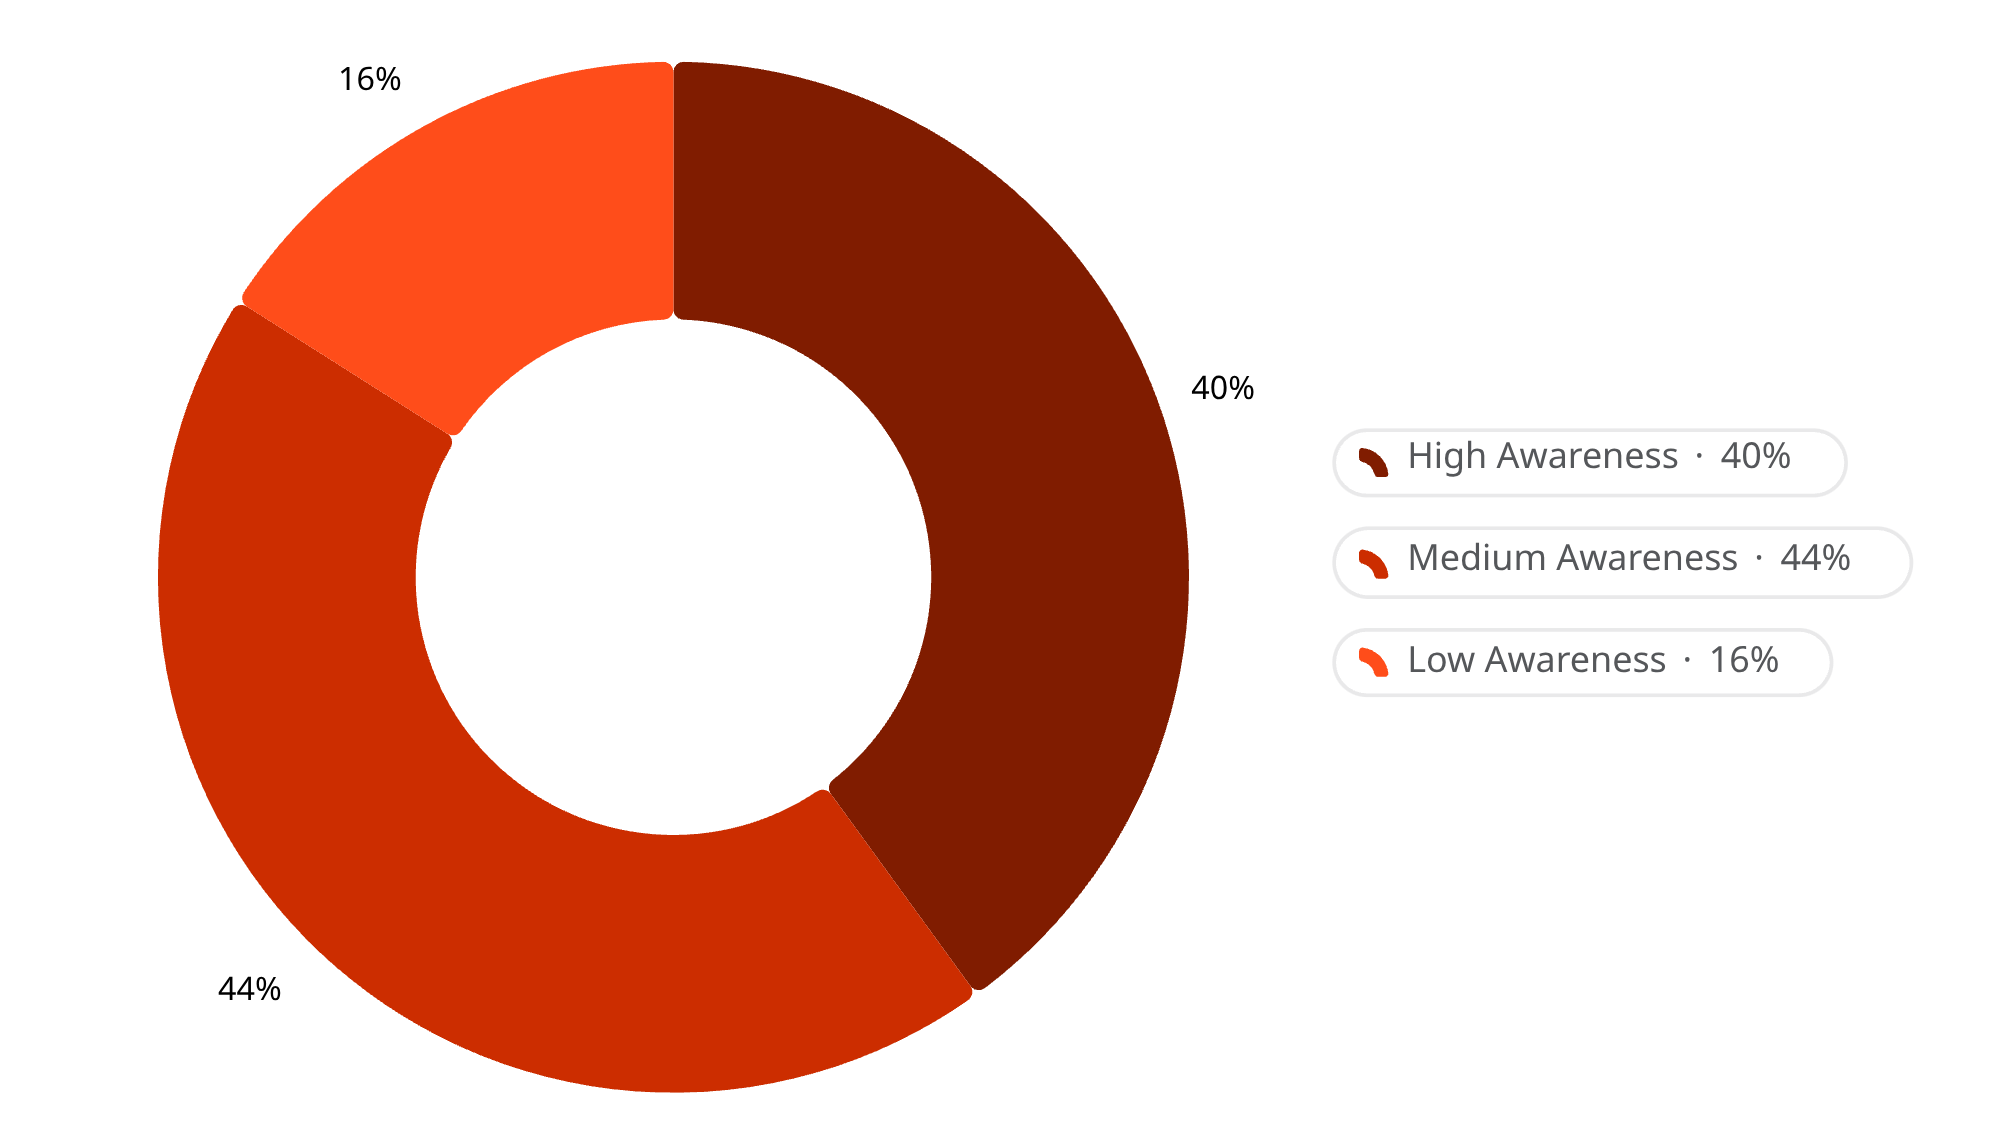 16%
40%
High Awareness · 40%
Medium Awareness · 44%
Low Awareness · 16%
44%